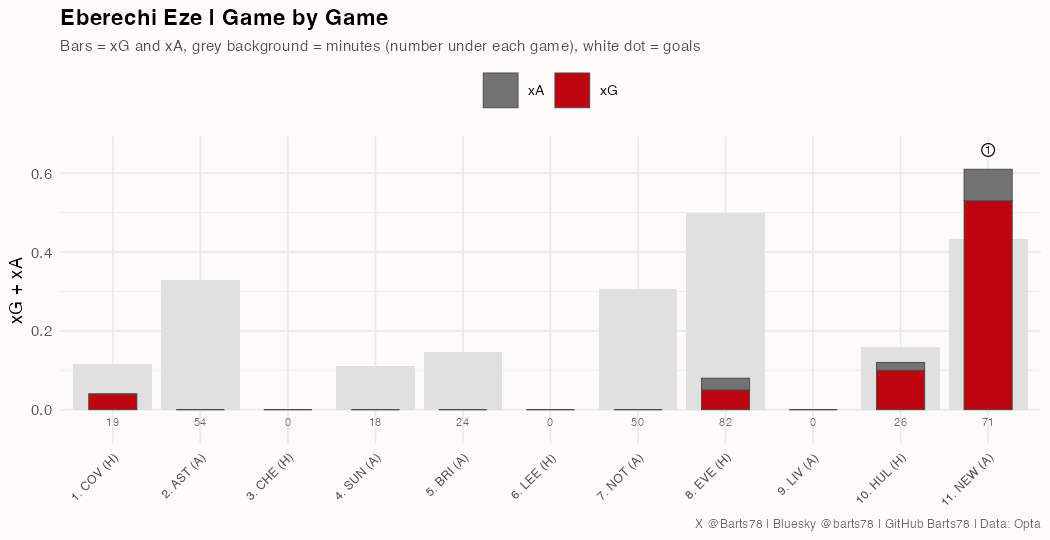 Eberechi Eze | Game by Game
Bars = xG and xA, grey background = minutes (number under each game), white dot = goals
xA xG
1
xG + xA
0.6
0.4
0.2
0.0
19 54 0 18 24 0 50 82 0 26 71
1. COV (H) 2. AST (A) 3. CHE (H) 4. SUN (A) 5. BRI (A) 6. LEE (H) 7. NOT (A) 8. EVE (H) 9. LIV (A) 10. HUL (H) 11. NEW (A)
X @Barts78 | Bluesky @barts78 | GitHub Barts78 | Data: Opta